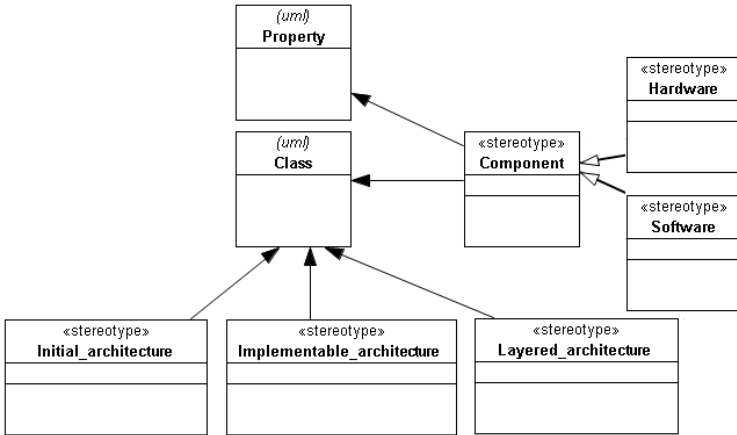 (uml)
Property
(uml)
Class
«stereotype»
Component
«stereotype»
Hardware
«stereotype»
Software
«stereotype»
Initial_architecture
«stereotype»
Implementable_architecture
«stereotype»
Layered_architecture